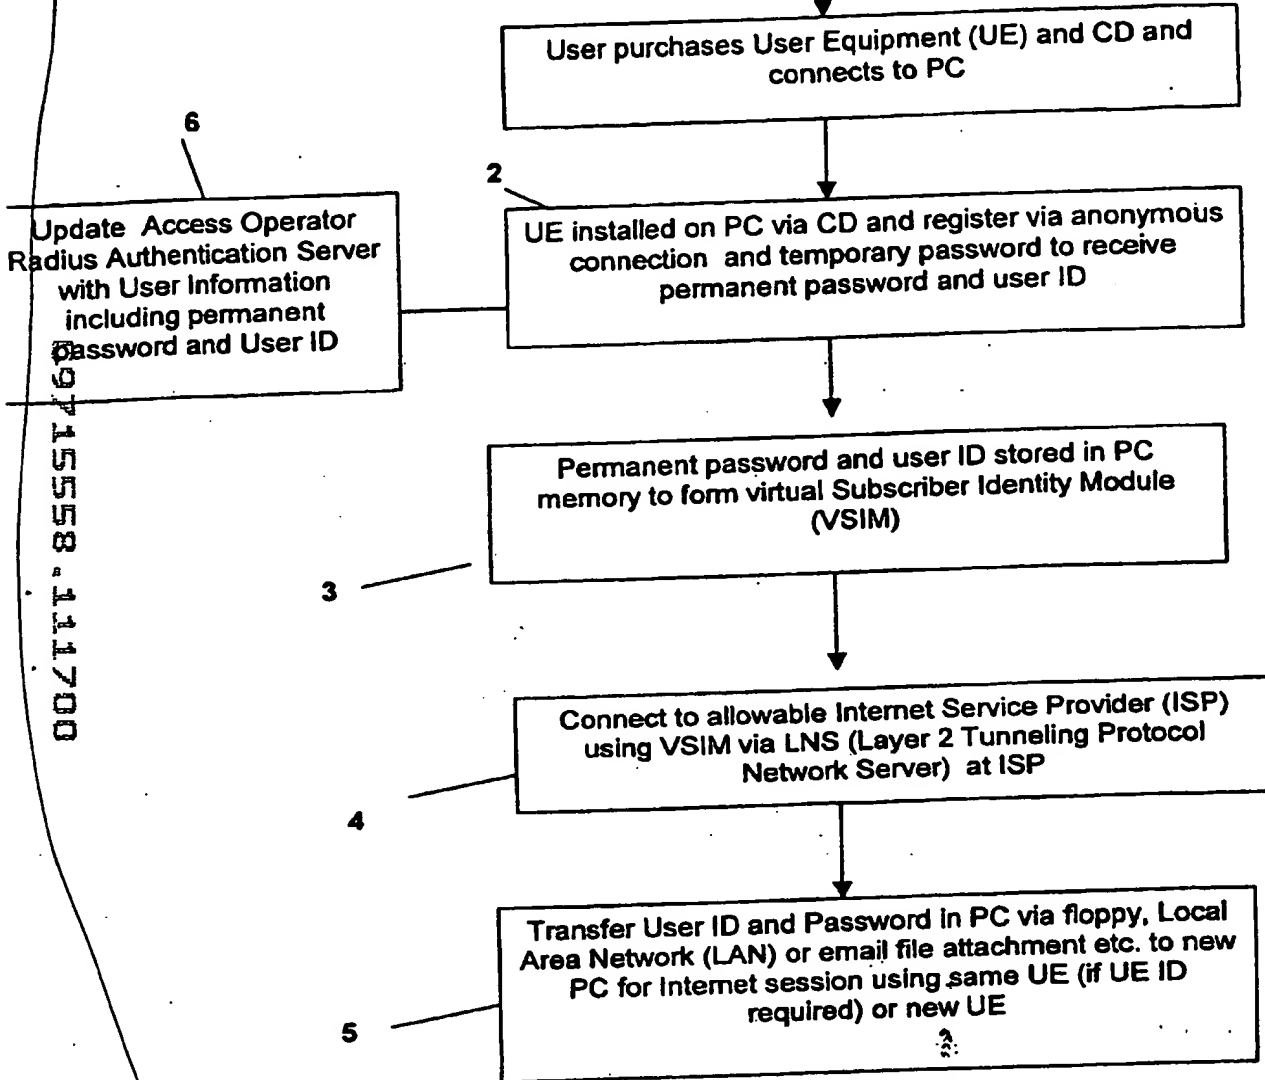 User purchases User Equipment (UE) and CD and
connects to PC
6
2
Update Access Operator
Radius Authentication Server
with User Information
including permanent
password and User ID
UE installed on PC via CD and register via anonymous
connection and temporary password to receive
permanent password and user ID
Permanent password and user ID stored in PC
memory to form virtual Subscriber Identity Module
(VSIM)
3
Connect to allowable Internet Service Provider (ISP)
using VSIM via LNS (Layer 2 Tunneling Protocol
Network Server) at ISP
4
Transfer User ID and Password in PC via floppy, Local
Area Network (LAN) or email file attachment etc. to new
PC for Internet session using same UE (if UE ID
required) or new UE
5
09715558.111700